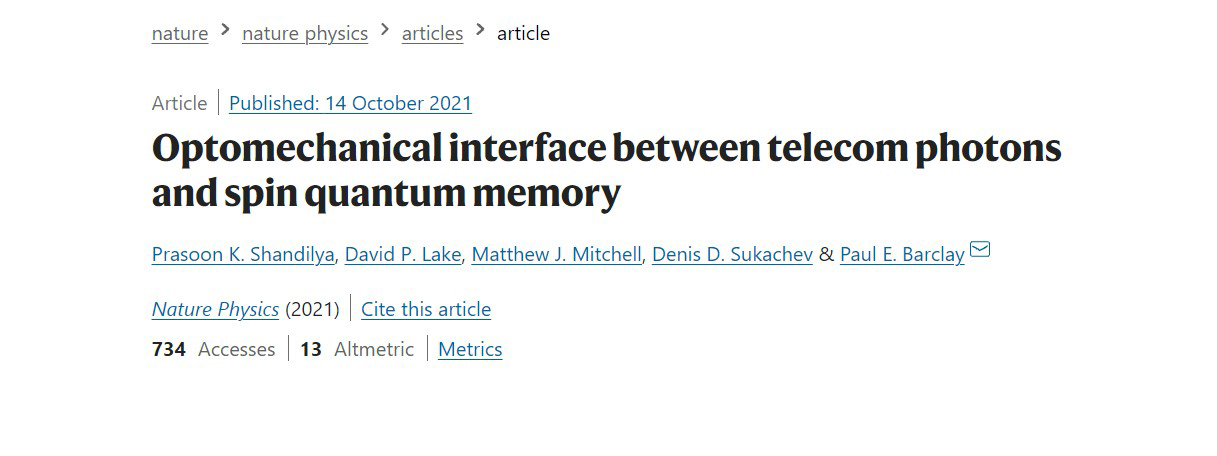 nature > nature physics > articles > article
Article | Published: 14 October 2021
Optomechanical interface between telecom photons
and spin quantum memory
Prasoon K. Shandilya, David P. Lake, Matthew J. Mitchell, Denis D. Sukachev & Paul E. Barclay
Nature Physics (2021) | Cite this article
734 Accesses | 13 Altmetric | Metrics